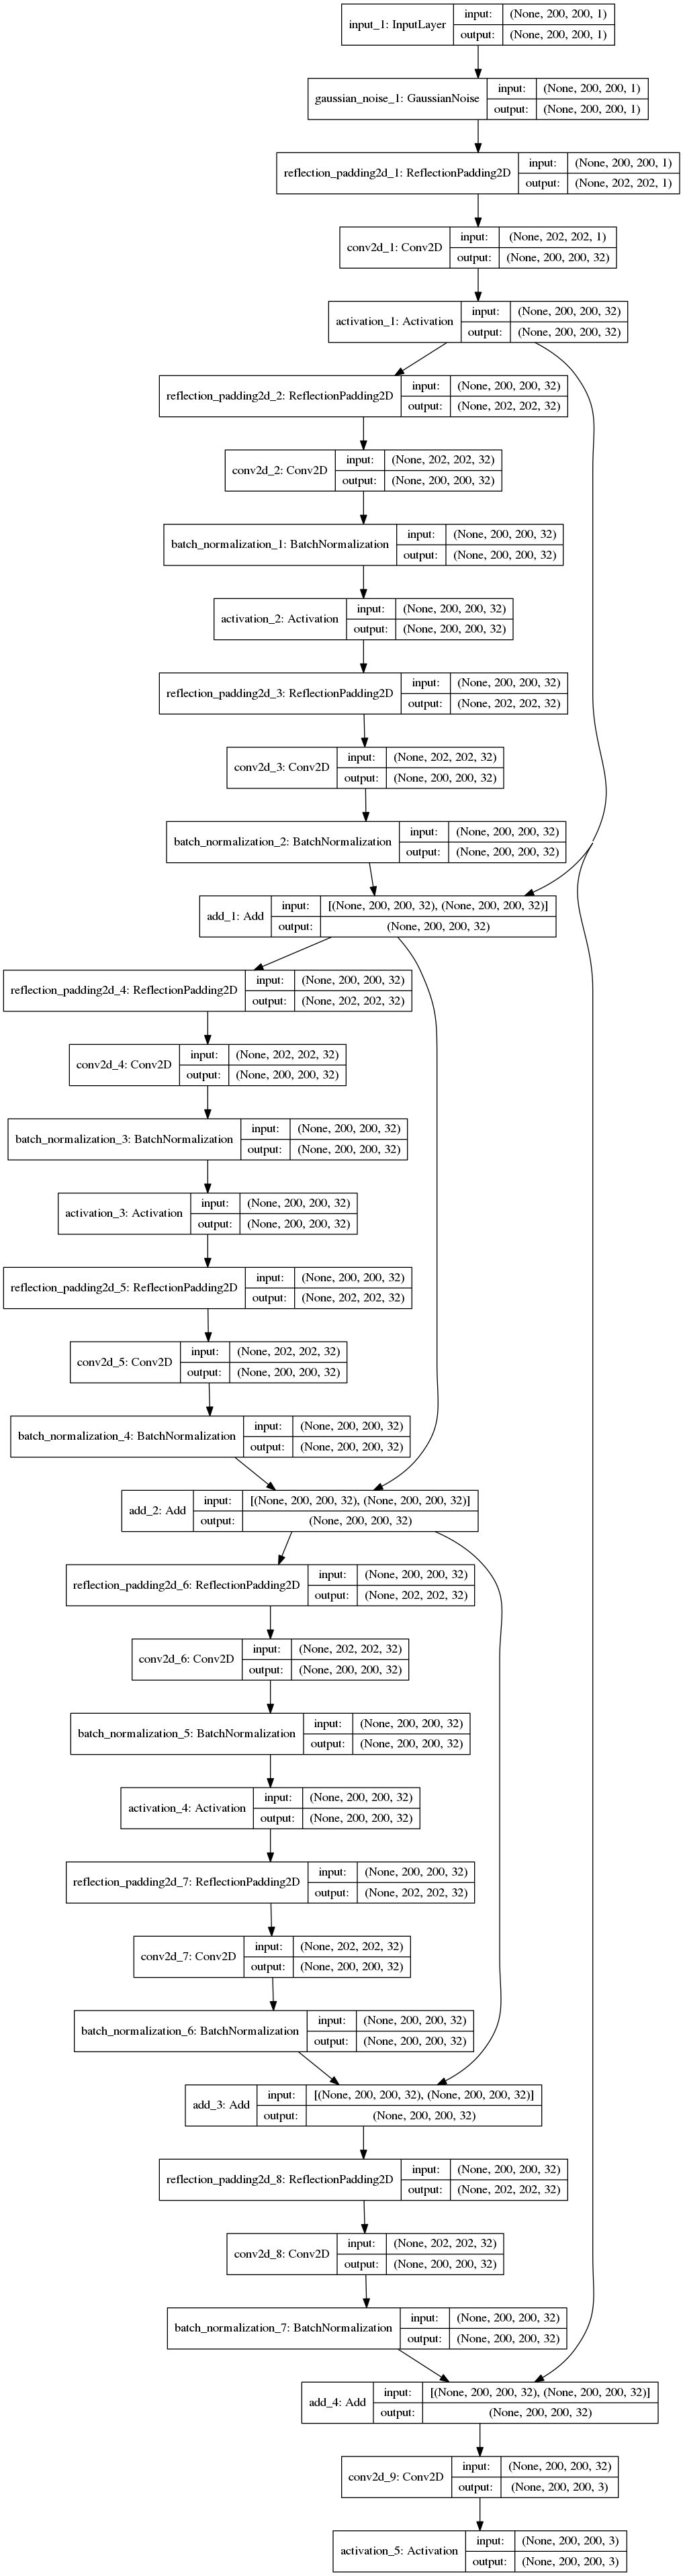 input_1: InputLayer
input: (None, 200, 200, 1)
output: (None, 200, 200, 1)
gaussian_noise_1: GaussianNoise
input: (None, 200, 200, 1)
output: (None, 200, 200, 1)
reflection_padding2d_1: ReflectionPadding2D
input: (None, 200, 200, 1)
output: (None, 202, 202, 1)
conv2d_1: Conv2D
input: (None, 202, 202, 1)
output: (None, 200, 200, 32)
activation_1: Activation
input: (None, 200, 200, 32)
output: (None, 200, 200, 32)
reflection_padding2d_2: ReflectionPadding2D
input: (None, 200, 200, 32)
output: (None, 202, 202, 32)
conv2d_2: Conv2D
input: (None, 202, 202, 32)
output: (None, 200, 200, 32)
batch_normalization_1: BatchNormalization
input: (None, 200, 200, 32)
output: (None, 200, 200, 32)
activation_2: Activation
input: (None, 200, 200, 32)
output: (None, 200, 200, 32)
reflection_padding2d_3: ReflectionPadding2D
input: (None, 200, 200, 32)
output: (None, 202, 202, 32)
conv2d_3: Conv2D
input: (None, 202, 202, 32)
output: (None, 200, 200, 32)
batch_normalization_2: BatchNormalization
input: (None, 200, 200, 32)
output: (None, 200, 200, 32)
add_1: Add
input: [(None, 200, 200, 32), (None, 200, 200, 32)]
output: (None, 200, 200, 32)
reflection_padding2d_4: ReflectionPadding2D
input: (None, 200, 200, 32)
output: (None, 202, 202, 32)
conv2d_4: Conv2D
input: (None, 202, 202, 32)
output: (None, 200, 200, 32)
batch_normalization_3: BatchNormalization
input: (None, 200, 200, 32)
output: (None, 200, 200, 32)
activation_3: Activation
input: (None, 200, 200, 32)
output: (None, 200, 200, 32)
reflection_padding2d_5: ReflectionPadding2D
input: (None, 200, 200, 32)
output: (None, 202, 202, 32)
conv2d_5: Conv2D
input: (None, 202, 202, 32)
output: (None, 200, 200, 32)
batch_normalization_4: BatchNormalization
input: (None, 200, 200, 32)
output: (None, 200, 200, 32)
add_2: Add
input: [(None, 200, 200, 32), (None, 200, 200, 32)]
output: (None, 200, 200, 32)
reflection_padding2d_6: ReflectionPadding2D
input: (None, 200, 200, 32)
output: (None, 202, 202, 32)
conv2d_6: Conv2D
input: (None, 202, 202, 32)
output: (None, 200, 200, 32)
batch_normalization_5: BatchNormalization
input: (None, 200, 200, 32)
output: (None, 200, 200, 32)
activation_4: Activation
input: (None, 200, 200, 32)
output: (None, 200, 200, 32)
reflection_padding2d_7: ReflectionPadding2D
input: (None, 200, 200, 32)
output: (None, 202, 202, 32)
conv2d_7: Conv2D
input: (None, 202, 202, 32)
output: (None, 200, 200, 32)
batch_normalization_6: BatchNormalization
input: (None, 200, 200, 32)
output: (None, 200, 200, 32)
add_3: Add
input: [(None, 200, 200, 32), (None, 200, 200, 32)]
output: (None, 200, 200, 32)
reflection_padding2d_8: ReflectionPadding2D
input: (None, 200, 200, 32)
output: (None, 202, 202, 32)
conv2d_8: Conv2D
input: (None, 202, 202, 32)
output: (None, 200, 200, 32)
batch_normalization_7: BatchNormalization
input: (None, 200, 200, 32)
output: (None, 200, 200, 32)
add_4: Add
input: [(None, 200, 200, 32), (None, 200, 200, 32)]
output: (None, 200, 200, 32)
conv2d_9: Conv2D
input: (None, 200, 200, 32)
output: (None, 200, 200, 3)
activation_5: Activation
input: (None, 200, 200, 3)
output: (None, 200, 200, 3)